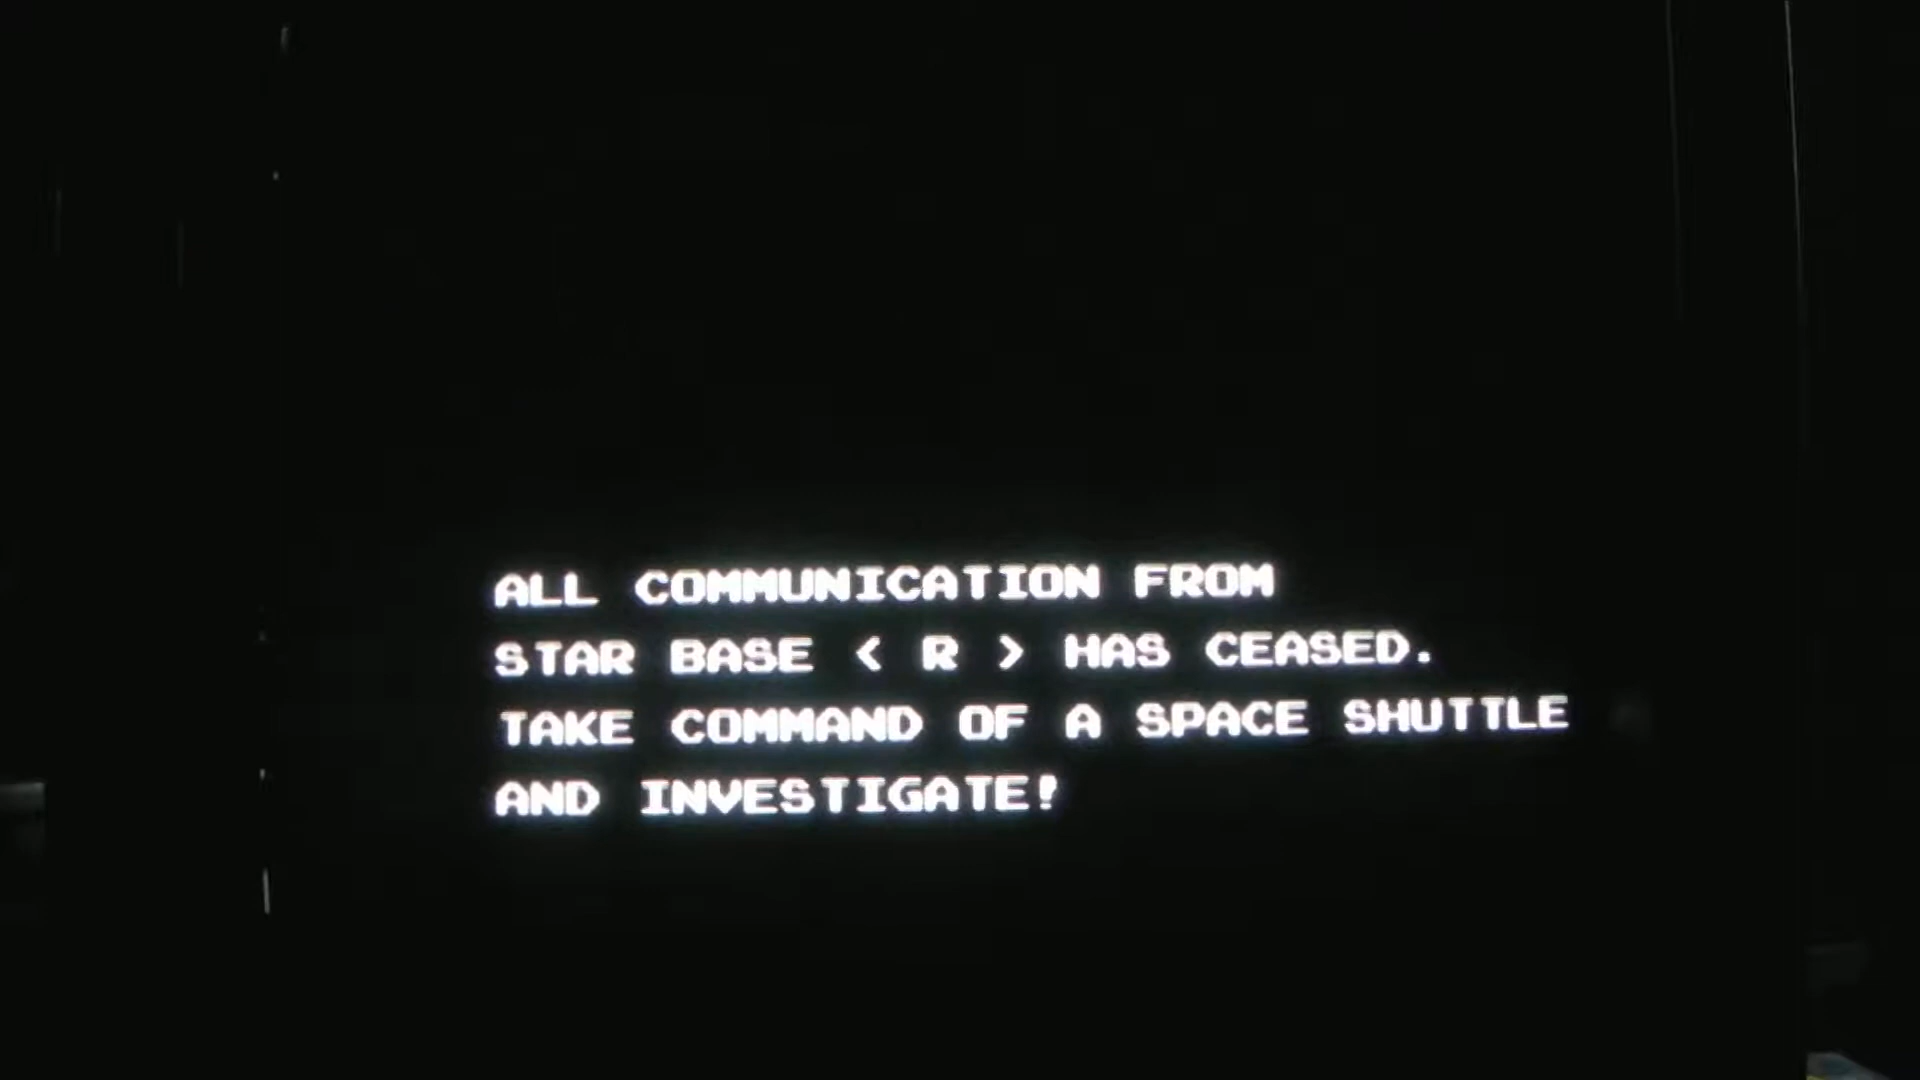 ALL COMMUNICATION FROM
STAR BASE < R > HAS CEASED.
TAKE COMMAND OF A SPACE SHUTTLE
AND INVESTIGATE!